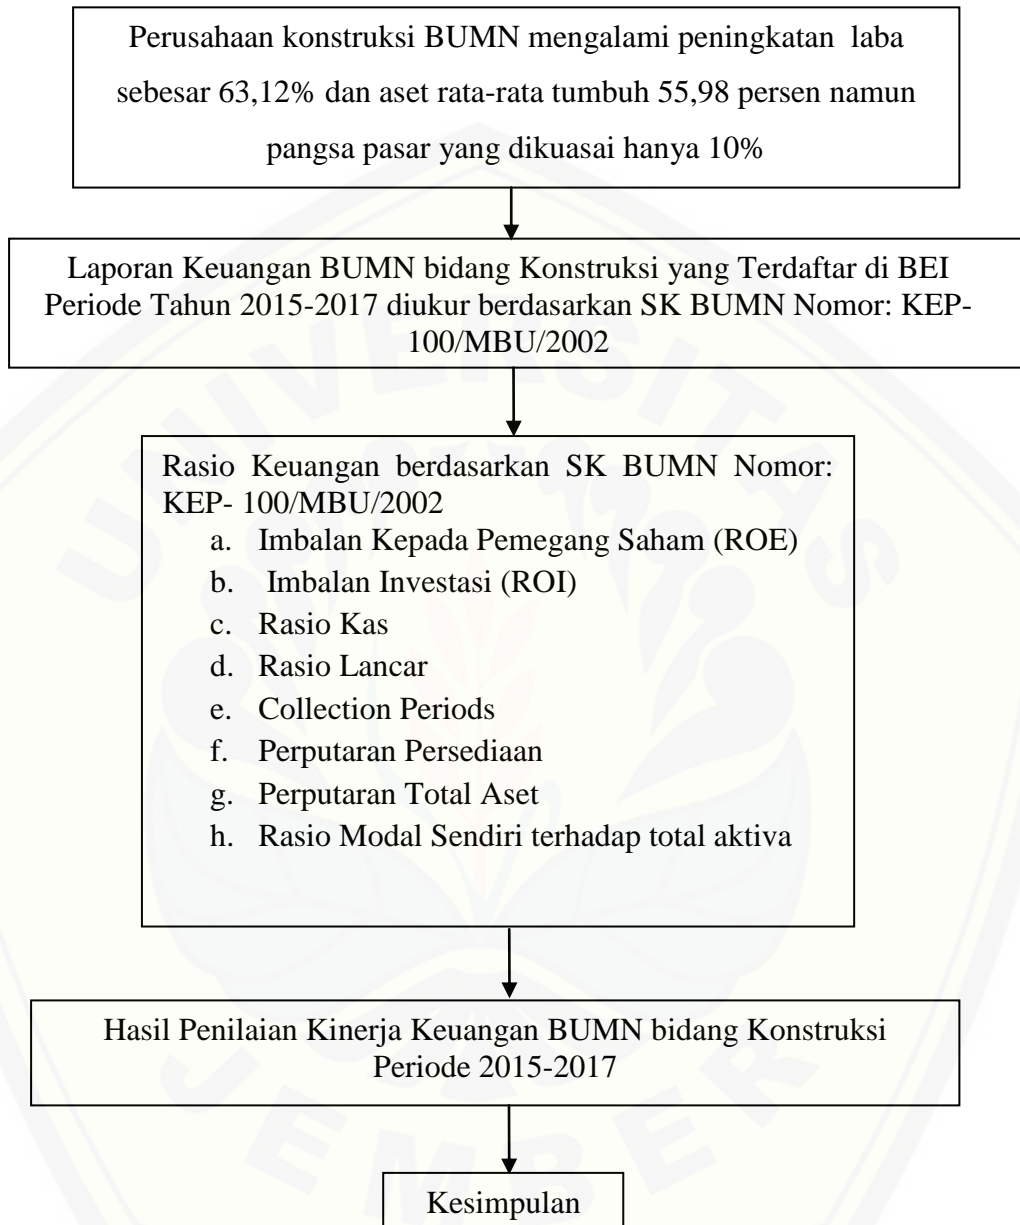 Perusahaan konstruksi BUMN mengalami peningkatan  laba
sebesar 63,12% dan aset rata-rata tumbuh 55,98 persen namun
pangsa pasar yang dikuasai hanya 10%
Laporan Keuangan BUMN bidang Konstruksi yang Terdaftar di BEI
Periode Tahun 2015-2017 diukur berdasarkan SK BUMN Nomor: KEP-
100/MBU/2002
Rasio Keuangan berdasarkan SK BUMN Nomor:
KEP- 100/MBU/2002
a. Imbalan Kepada Pemegang Saham (ROE)
b. Imbalan Investasi (ROI)
c. Rasio Kas
d. Rasio Lancar
e. Collection Periods
f. Perputaran Persediaan
g. Perputaran Total Aset
h. Rasio Modal Sendiri terhadap total aktiva
Hasil Penilaian Kinerja Keuangan BUMN bidang Konstruksi
Periode 2015-2017
Kesimpulan
UNIVERSITAS
JEMBER